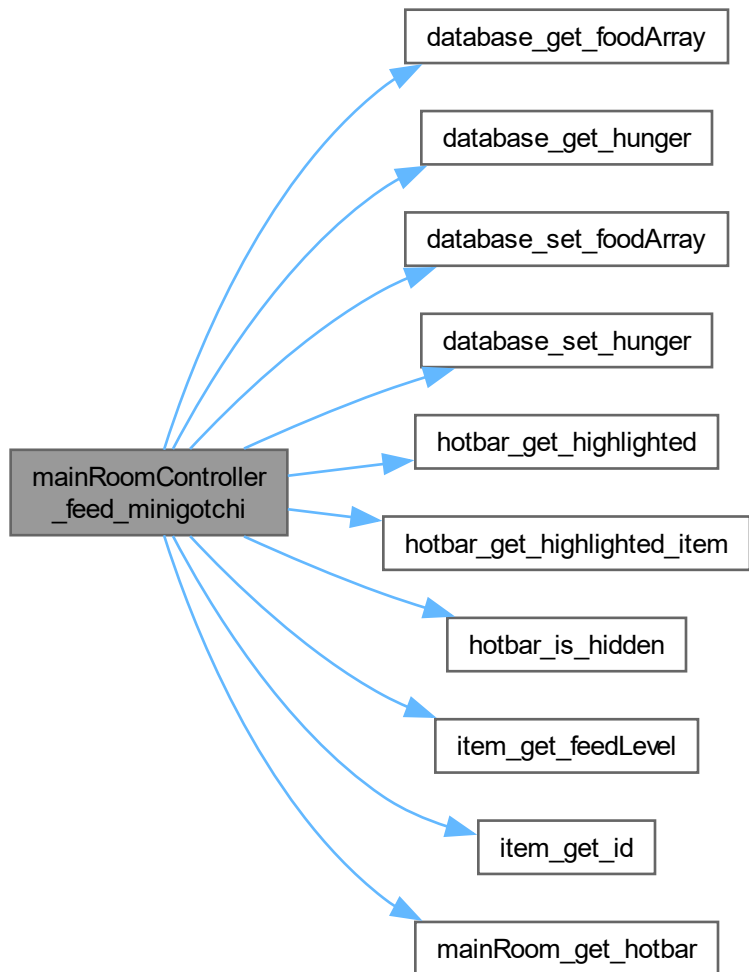 database_get_foodArray
database_get_hunger
database_set_foodArray
database_set_hunger
mainRoomController
_feed_minigotchi
hotbar_get_highlighted
hotbar_get_highlighted_item
hotbar_is_hidden
item_get_feedLevel
item_get_id
mainRoom_get_hotbar